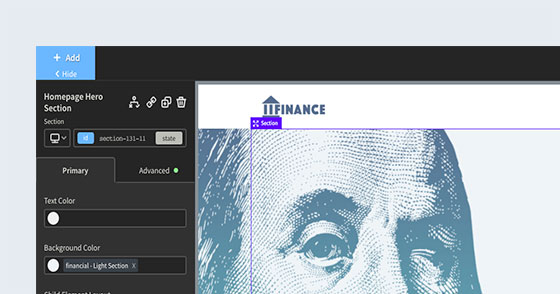 + Add
< Hide
Homepage Hero
Section
Section
id section-131-11 state
FINANCE
Section
Primary Advanced
Text Color
Background Color
financial - Light Section X
Child Element Layout